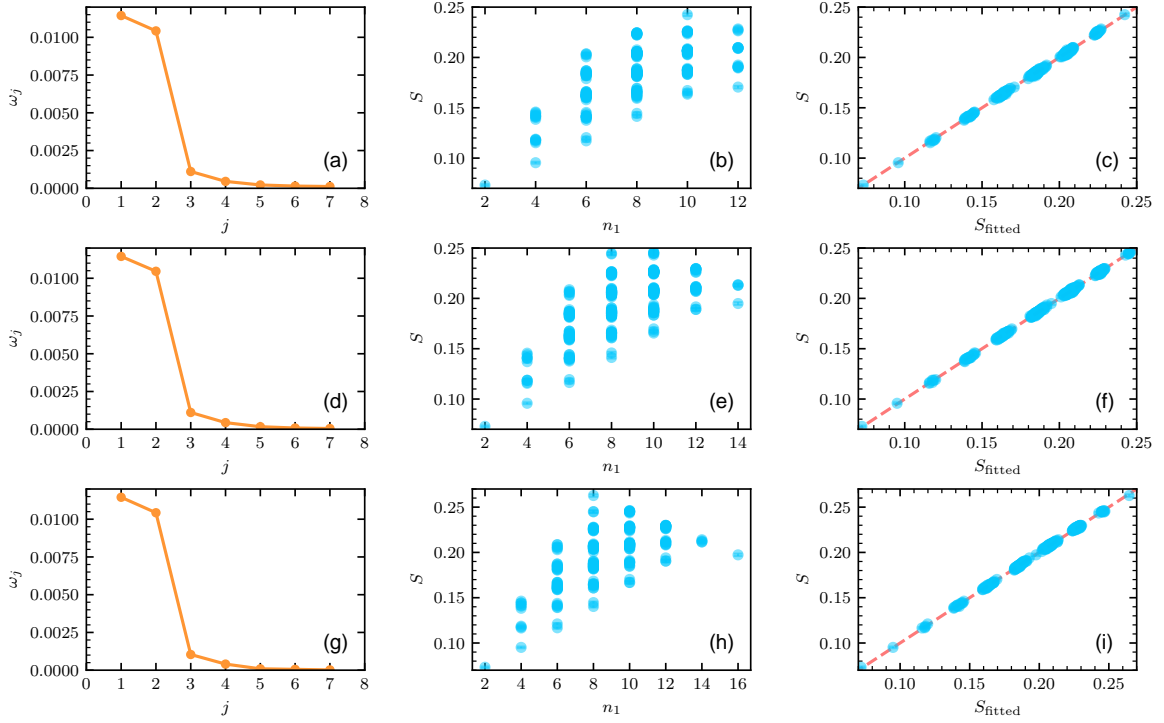 0.0100
0.0075
0.0050
0.0025
0.0000
ω_j
0 1 2 3 4 5 6 7 8
j
(a)
0.25
0.20
0.15
0.10
S
2 4 6 8 10 12
n_1
(b)
0.25
0.20
0.15
0.10
S
0.10 0.15 0.20 0.25
S_fitted
(c)
0.0100
0.0075
0.0050
0.0025
0.0000
ω_j
0 1 2 3 4 5 6 7 8
j
(d)
0.25
0.20
0.15
0.10
S
2 4 6 8 10 12 14
n_1
(e)
0.25
0.20
0.15
0.10
S
0.10 0.15 0.20 0.25
S_fitted
(f)
0.0100
0.0075
0.0050
0.0025
0.0000
ω_j
0 1 2 3 4 5 6 7 8
j
(g)
0.25
0.20
0.15
0.10
S
2 4 6 8 10 12 14 16
n_1
(h)
0.25
0.20
0.15
0.10
S
0.10 0.15 0.20 0.25
S_fitted
(i)